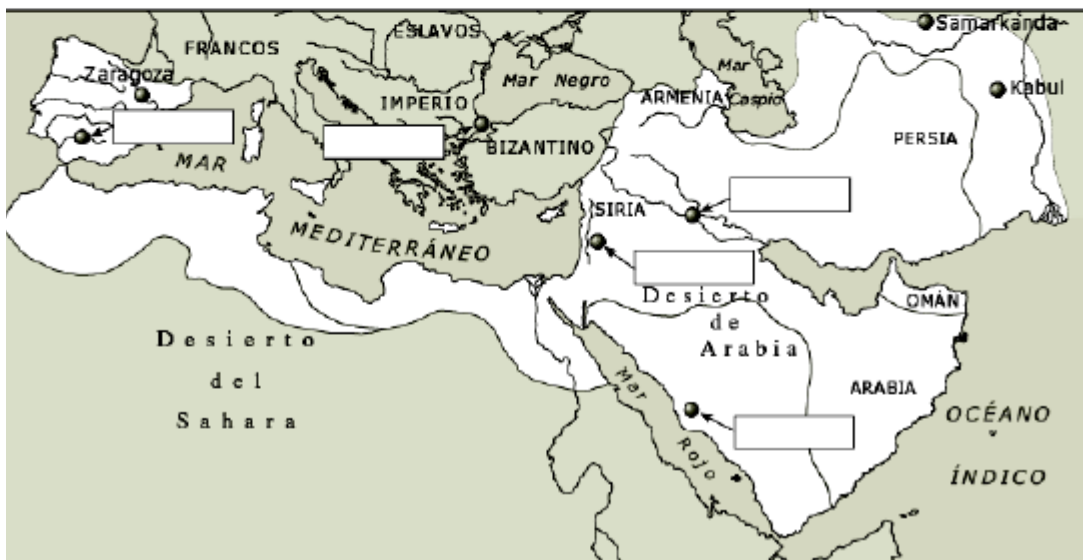 FRANCOS
ESLAVOS
Samarkanda
Zaragoza
Mar Negro
Mar
Caspio
IMPERIO
BIZANTINO
ARMENIA
Kabul
PERSIA
MAR
MEDITERRÁNEO
SIRIA
Desierto
de
Arabia
OMÁN
Desierto
del
Sahara
Mar
Rojo
ARABIA
OCÉANO
ÍNDICO